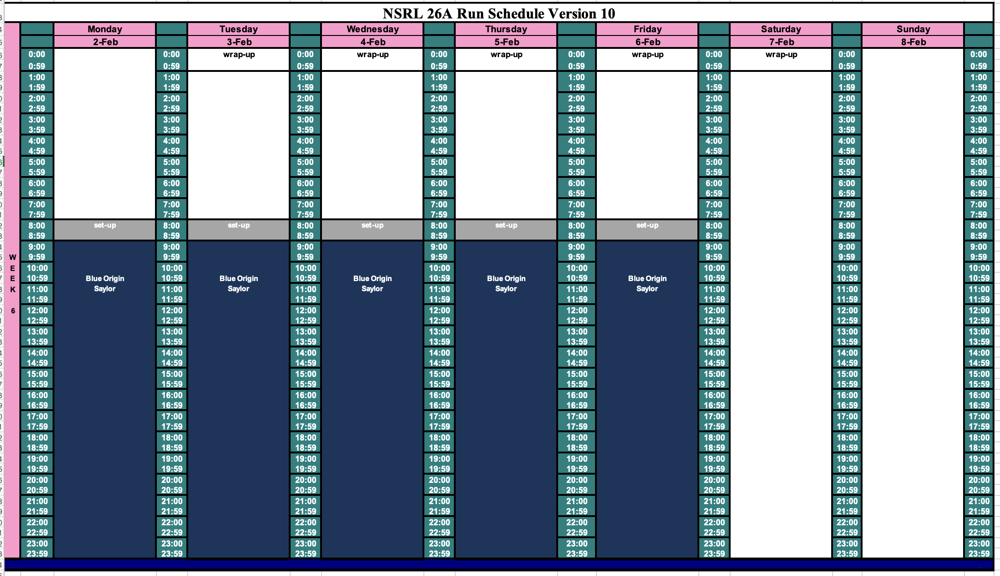 NSRL 26A Run Schedule Version 10
Monday Tuesday Wednesday Thursday Friday Saturday Sunday
2-Feb 3-Feb 4-Feb 5-Feb 6-Feb 7-Feb 8-Feb
0:00 0:00 wrap-up 0:00 wrap-up 0:00 wrap-up 0:00 wrap-up 0:00 wrap-up 0:00 0:00
0:59 0:59 0:59 0:59 0:59 0:59 0:59 0:59
1:00 1:00 1:00 1:00 1:00 1:00 1:00 1:00
1:59 1:59 1:59 1:59 1:59 1:59 1:59 1:59
2:00 2:00 2:00 2:00 2:00 2:00 2:00 2:00
2:59 2:59 2:59 2:59 2:59 2:59 2:59 2:59
3:00 3:00 3:00 3:00 3:00 3:00 3:00 3:00
3:59 3:59 3:59 3:59 3:59 3:59 3:59 3:59
4:00 4:00 4:00 4:00 4:00 4:00 4:00 4:00
4:59 4:59 4:59 4:59 4:59 4:59 4:59 4:59
5:00 5:00 5:00 5:00 5:00 5:00 5:00 5:00
5:59 5:59 5:59 5:59 5:59 5:59 5:59 5:59
6:00 6:00 6:00 6:00 6:00 6:00 6:00 6:00
6:59 6:59 6:59 6:59 6:59 6:59 6:59 6:59
7:00 7:00 7:00 7:00 7:00 7:00 7:00 7:00
7:59 7:59 7:59 7:59 7:59 7:59 7:59 7:59
8:00 set-up 8:00 set-up 8:00 set-up 8:00 set-up 8:00 set-up 8:00 8:00 8:00
8:59 8:59 8:59 8:59 8:59 8:59 8:59 8:59
9:00 9:00 9:00 9:00 9:00 9:00 9:00 9:00
W 9:59 9:59 9:59 9:59 9:59 9:59 9:59 9:59
E 10:00 10:00 10:00 10:00 10:00 10:00 10:00 10:00
E 10:59 Blue Origin 10:59 Blue Origin 10:59 Blue Origin 10:59 Blue Origin 10:59 Blue Origin 10:59 10:59 10:59
K 11:00 Saylor 11:00 Saylor 11:00 Saylor 11:00 Saylor 11:00 Saylor 11:00 11:00 11:00
11:59 11:59 11:59 11:59 11:59 11:59 11:59 11:59
6 12:00 12:00 12:00 12:00 12:00 12:00 12:00 12:00
12:59 12:59 12:59 12:59 12:59 12:59 12:59 12:59
13:00 13:00 13:00 13:00 13:00 13:00 13:00 13:00
13:59 13:59 13:59 13:59 13:59 13:59 13:59 13:59
14:00 14:00 14:00 14:00 14:00 14:00 14:00 14:00
14:59 14:59 14:59 14:59 14:59 14:59 14:59 14:59
15:00 15:00 15:00 15:00 15:00 15:00 15:00 15:00
15:59 15:59 15:59 15:59 15:59 15:59 15:59 15:59
16:00 16:00 16:00 16:00 16:00 16:00 16:00 16:00
16:59 16:59 16:59 16:59 16:59 16:59 16:59 16:59
17:00 17:00 17:00 17:00 17:00 17:00 17:00 17:00
17:59 17:59 17:59 17:59 17:59 17:59 17:59 17:59
18:00 18:00 18:00 18:00 18:00 18:00 18:00 18:00
18:59 18:59 18:59 18:59 18:59 18:59 18:59 18:59
19:00 19:00 19:00 19:00 19:00 19:00 19:00 19:00
19:59 19:59 19:59 19:59 19:59 19:59 19:59 19:59
20:00 20:00 20:00 20:00 20:00 20:00 20:00 20:00
20:59 20:59 20:59 20:59 20:59 20:59 20:59 20:59
21:00 21:00 21:00 21:00 21:00 21:00 21:00 21:00
21:59 21:59 21:59 21:59 21:59 21:59 21:59 21:59
22:00 22:00 22:00 22:00 22:00 22:00 22:00 22:00
22:59 22:59 22:59 22:59 22:59 22:59 22:59 22:59
23:00 23:00 23:00 23:00 23:00 23:00 23:00 23:00
23:59 23:59 23:59 23:59 23:59 23:59 23:59 23:59